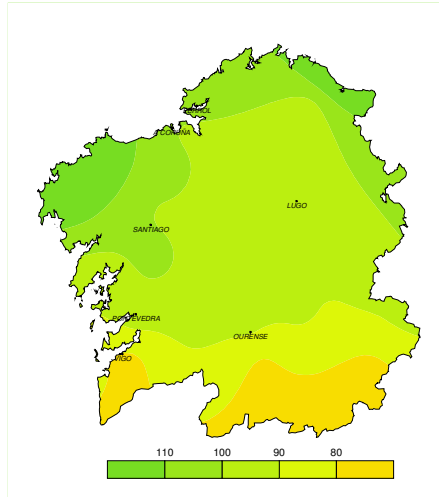 FERROL
A CORUÑA
LUGO
SANTIAGO
PONTEVEDRA
OURENSE
VIGO
110 100 90 80